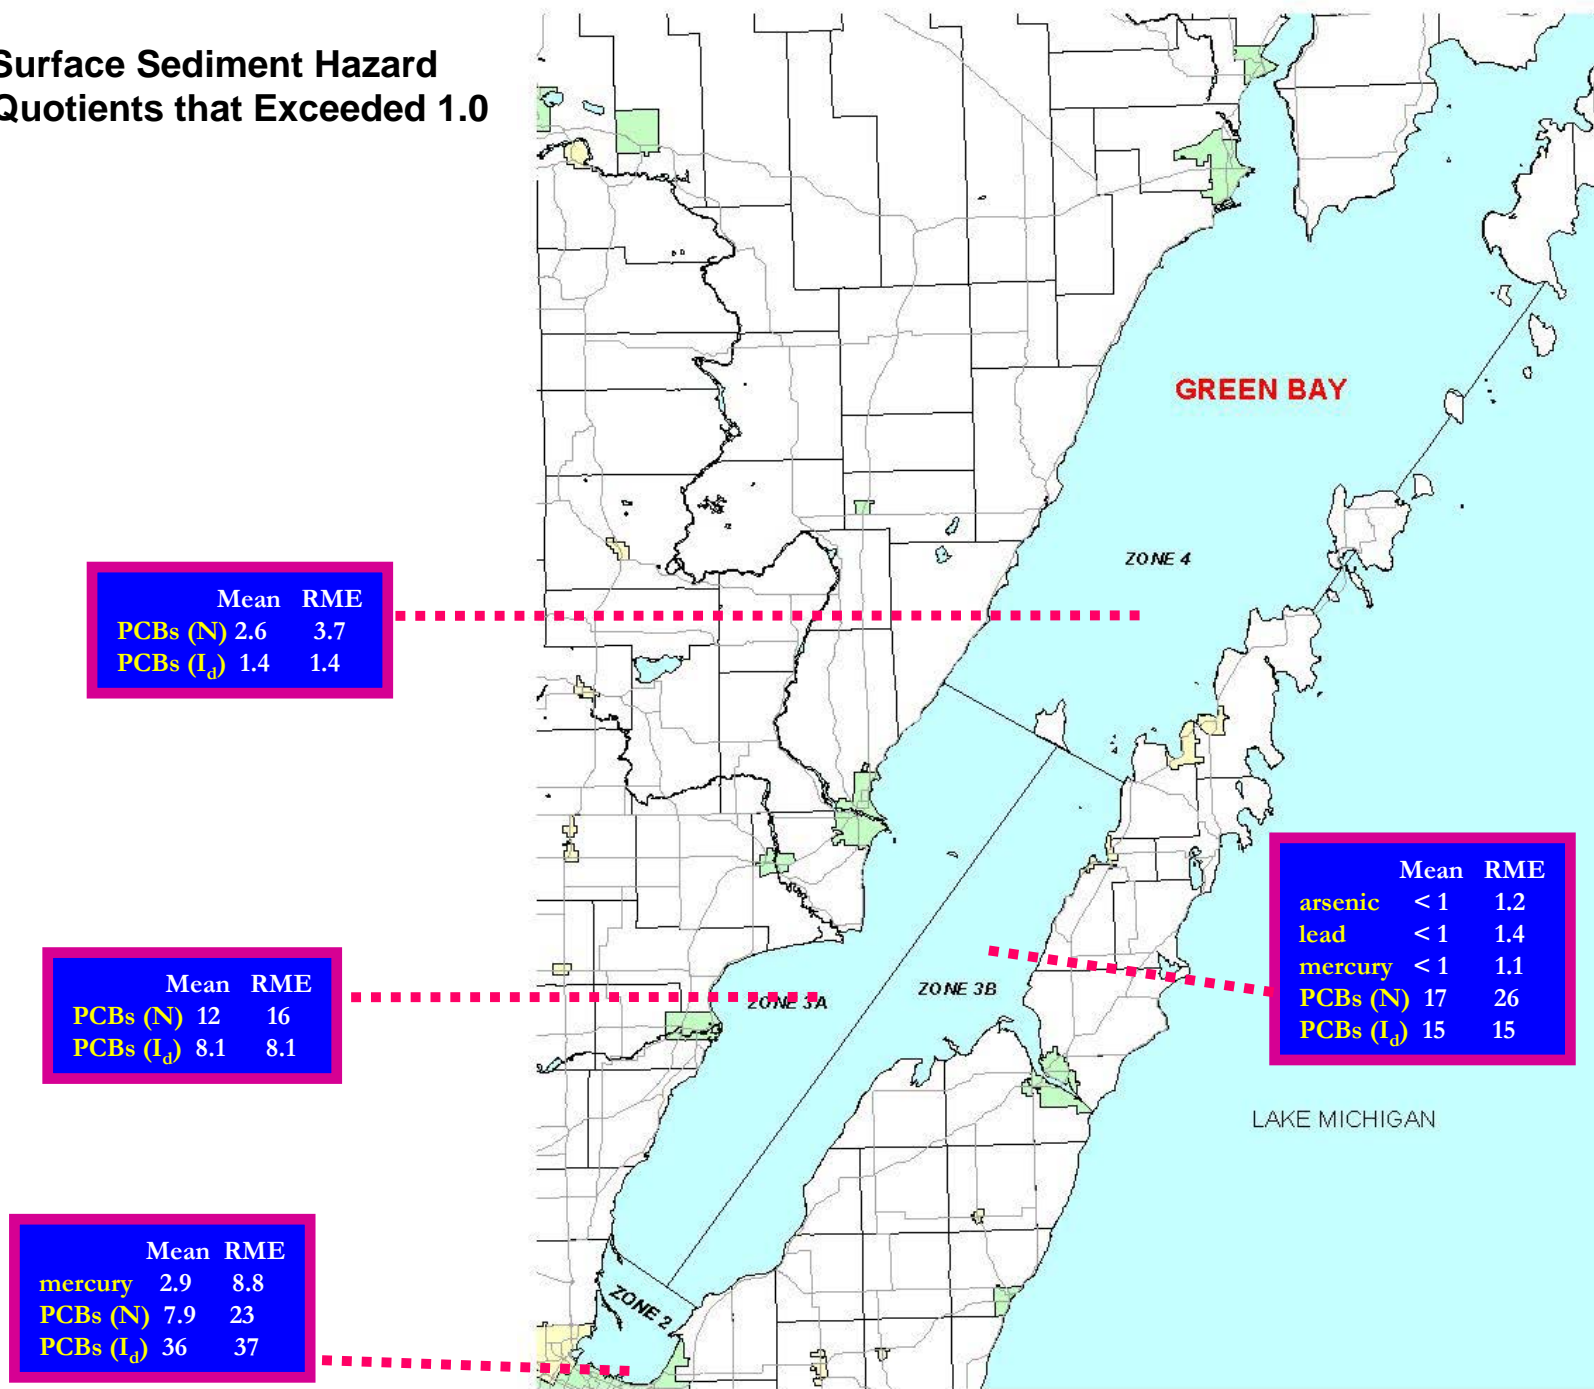 Surface Sediment Hazard
Quotients that Exceeded 1.0
GREEN BAY
ZONE 4
Mean RME
PCBs (N) 2.6 3.7
PCBs (Id) 1.4 1.4
Mean RME
arsenic < 1 1.2
lead < 1 1.4
mercury < 1 1.1
PCBs (N) 17 26
PCBs (Id) 15 15
Mean RME
PCBs (N) 12 16
PCBs (Id) 8.1 8.1
ZONE 3A
ZONE 3B
LAKE MICHIGAN
Mean RME
mercury 2.9 8.8
PCBs (N) 7.9 23
PCBs (Id) 36 37
ZONE 2